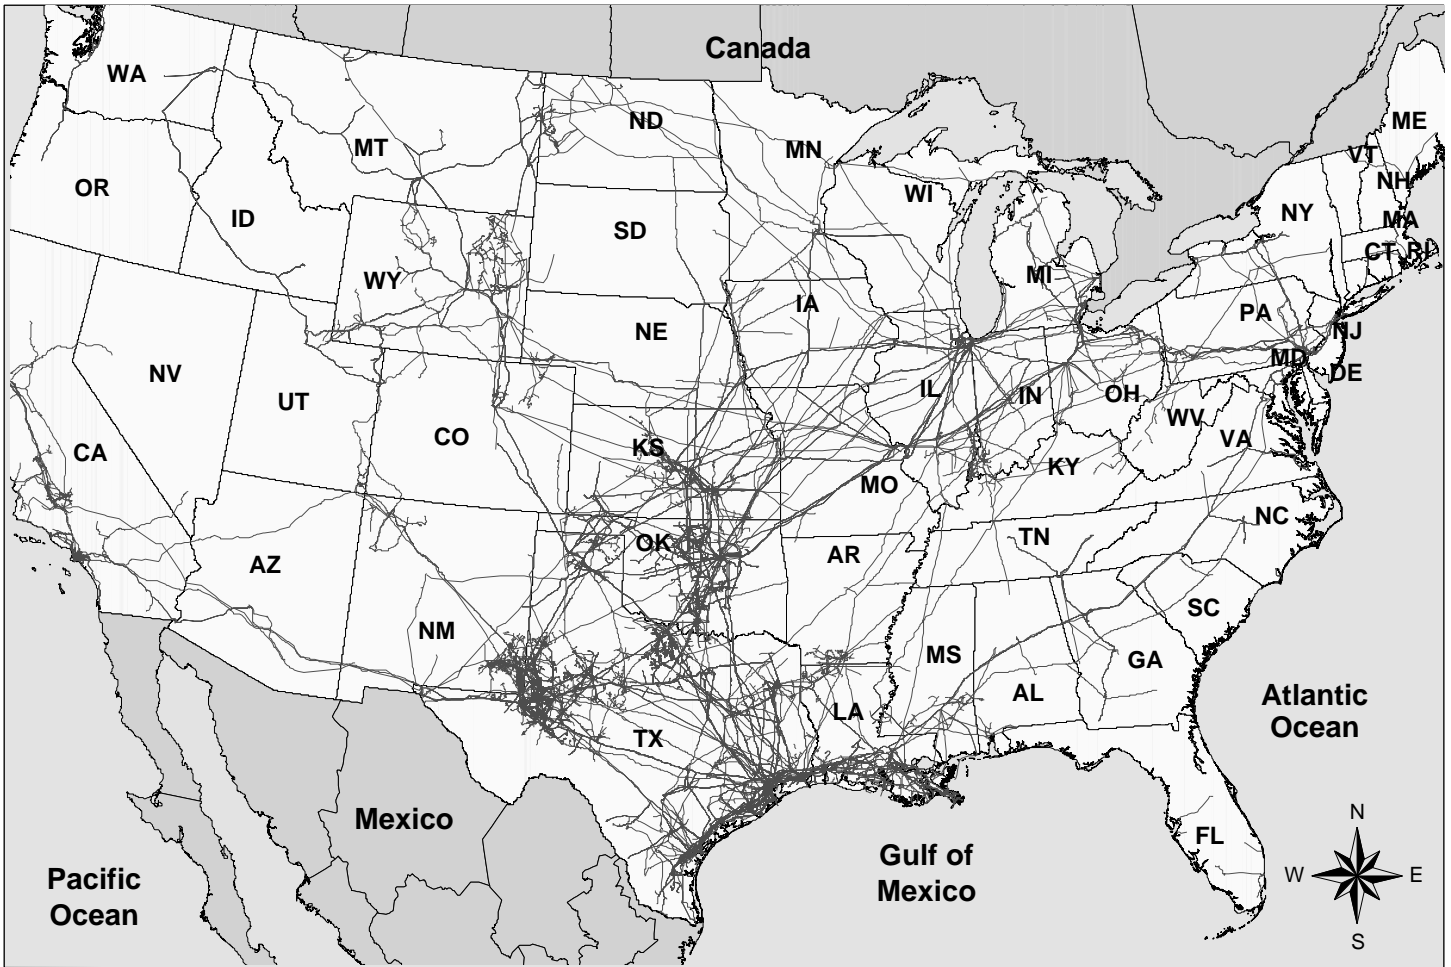 Canada
WA
ME
ND
MT
MN
VT
NH
OR
WI
ID
NY
MA
SD
CT
RI
MI
WY
IA
PA
NE
NJ
MD
NV
DE
UT
IL
IN
OH
WV
CO
VA
CA
KS
KY
MO
NC
TN
OK
AR
AZ
SC
NM
MS
GA
AL
Atlantic
Ocean
LA
TX
Mexico
N
FL
Gulf of
Mexico
W
E
Pacific
Ocean
S